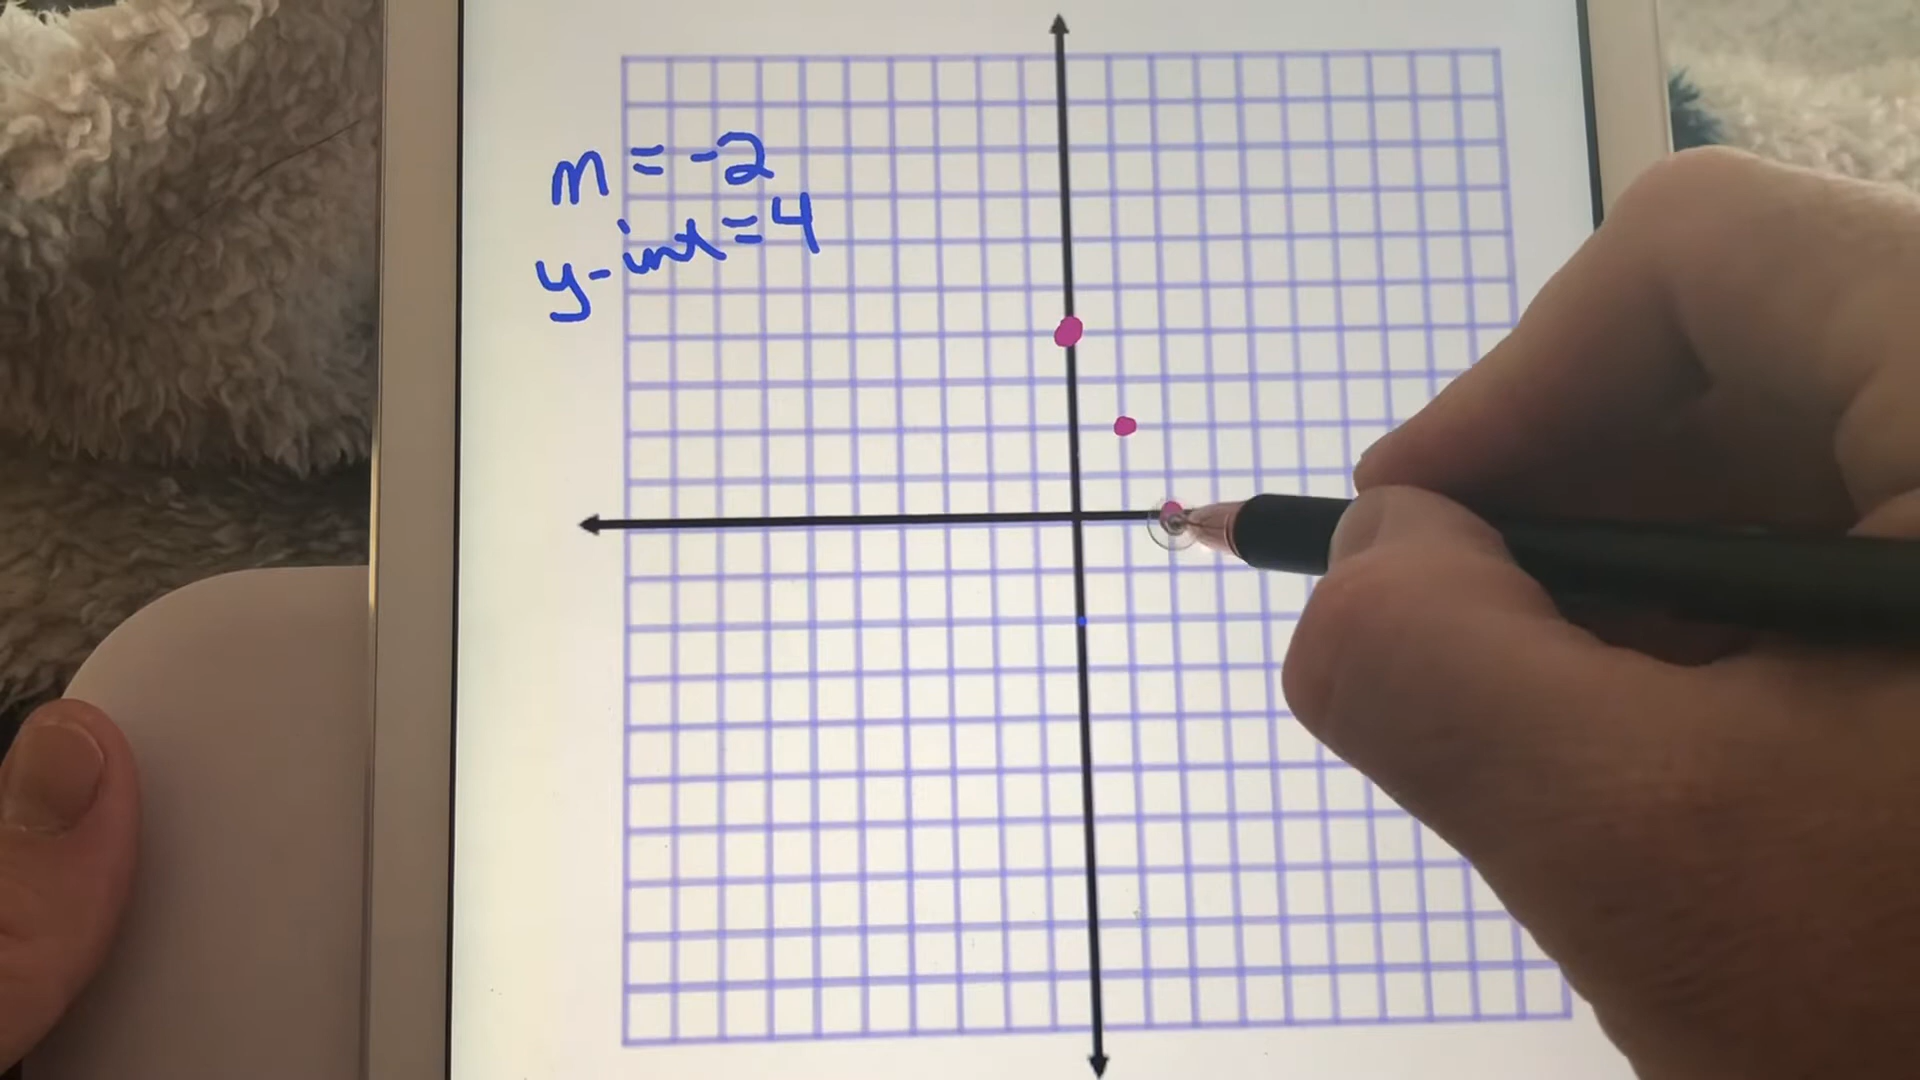 m = -2
y-int = 4